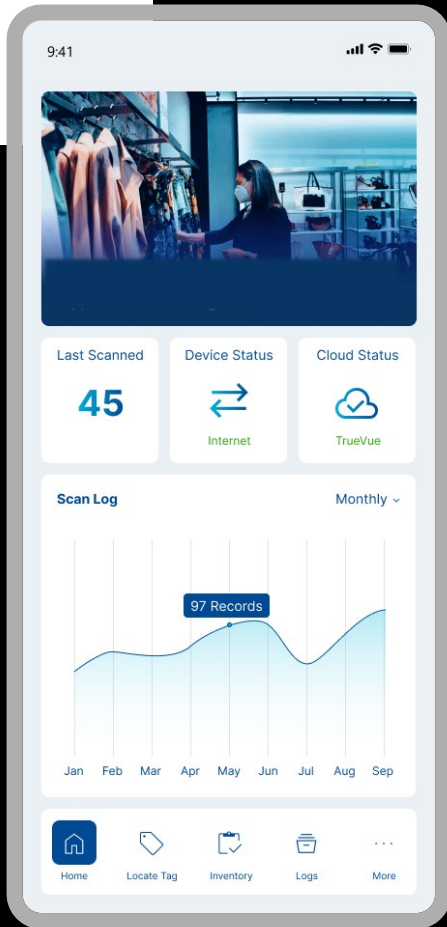 9:41
Last Scanned
Device Status
Cloud Status
45
Internet
TrueVue
Scan Log
Monthly
97 Records
Jan Feb Mar Apr May Jun Jul Aug Sep
Home
Locate Tag
Inventory
Logs
More